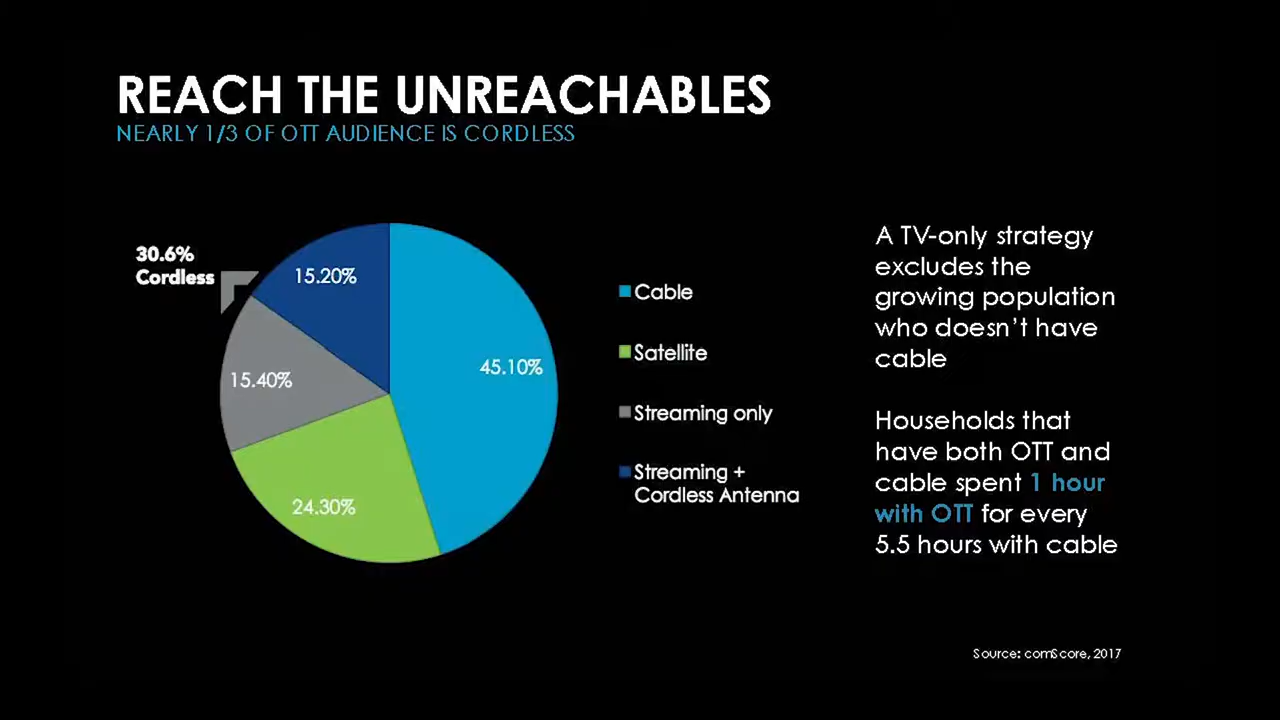 REACH THE UNREACHABLES
NEARLY 1/3 OF OTT AUDIENCE IS CORDLESS
30.6%
Cordless
15.20%
45.10%
15.40%
24.30%
Cable
Satellite
Streaming only
Streaming +
Cordless Antenna
A TV-only strategy
excludes the
growing population
who doesn't have
cable
Households that
have both OTT and
cable spent 1 hour
with OTT for every
5.5 hours with cable
Source: comScore, 2017